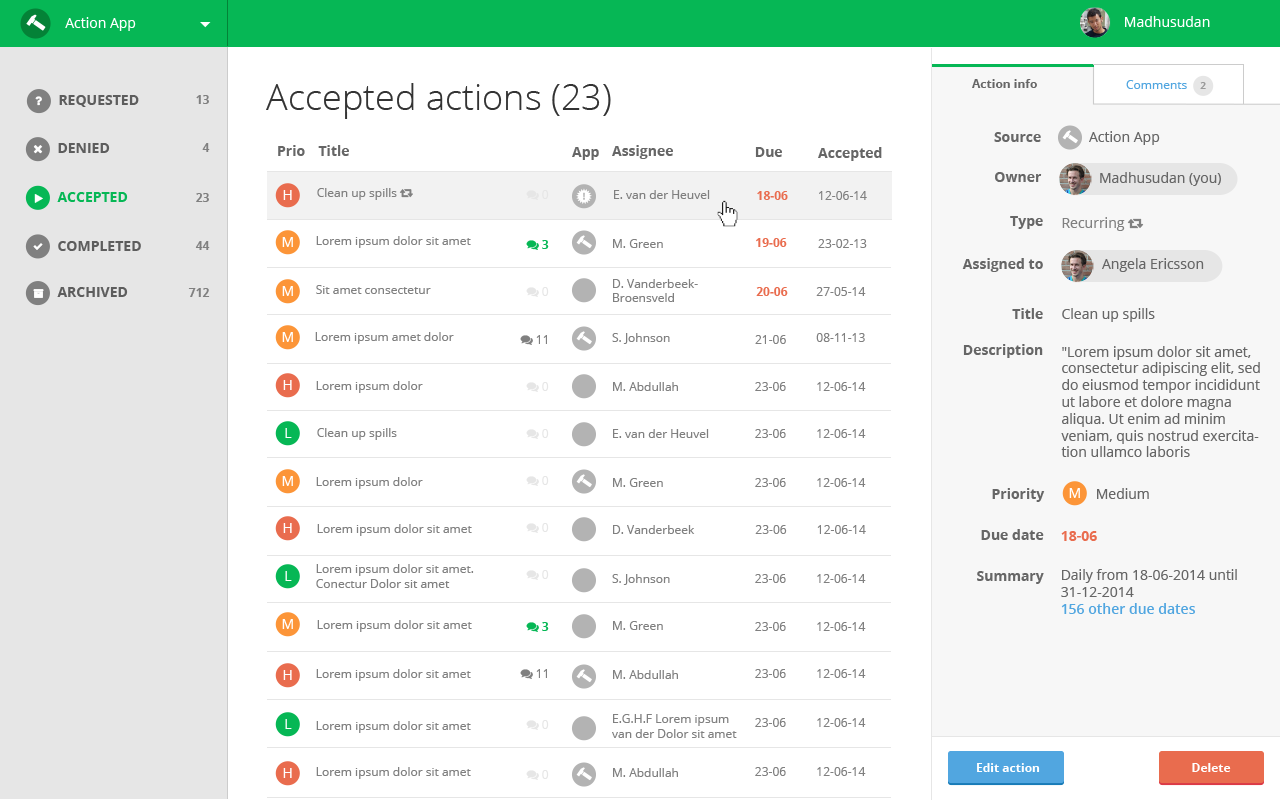 Action App
Madhusudan
? REQUESTED 13
DENIED 4
ACCEPTED 23
COMPLETED 44
ARCHIVED 712
Accepted actions (23)
Prio Title App Assignee Due Accepted
H Clean up spills 0 E. van der Heuvel 18-06 12-06-14
M Lorem ipsum dolor sit amet 3 M. Green 19-06 23-02-13
M Sit amet consectetur 0 D. Vanderbeek-
Broensveld 20-06 27-05-14
M Lorem ipsum amet dolor 11 S. Johnson 21-06 08-11-13
H Lorem ipsum dolor 0 M. Abdullah 23-06 12-06-14
L Clean up spills 0 E. van der Heuvel 23-06 12-06-14
M Lorem ipsum dolor 0 M. Green 23-06 12-06-14
H Lorem ipsum dolor sit amet 0 D. Vanderbeek 23-06 12-06-14
L Lorem ipsum dolor sit amet.
Conectur Dolor sit amet 0 S. Johnson 23-06 12-06-14
M Lorem ipsum dolor sit amet 3 M. Green 23-06 12-06-14
H Lorem ipsum dolor sit amet 11 M. Abdullah 23-06 12-06-14
L Lorem ipsum dolor sit amet 0 E.G.H.F Lorem ipsum
van der Dolor sit amet 23-06 12-06-14
H Lorem ipsum dolor sit amet 0 M. Abdullah 23-06 12-06-14
Action info
Comments 2
Source Action App
Owner Madhusudan (you)
Type Recurring
Assigned to Angela Ericsson
Title Clean up spills
Description "Lorem ipsum dolor sit amet,
consectetur adipiscing elit, sed
do eiusmod tempor incididunt
ut labore et dolore magna
aliqua. Ut enim ad minim
veniam, quis nostrud exercita-
tion ullamco laboris
Priority M Medium
Due date 18-06
Summary Daily from 18-06-2014 until
31-12-2014
156 other due dates
Edit action
Delete